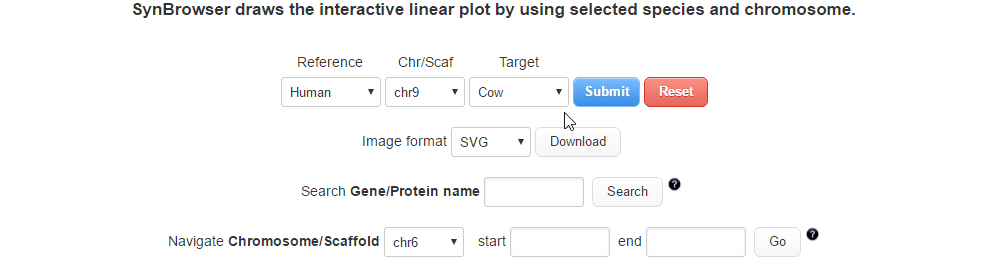 SynBrowser draws the interactive linear plot by using selected species and chromosome.
Reference Chr/Scaf Target
Human chr9 Cow Submit Reset
Image format SVG Download
Search Gene/Protein name Search ?
Navigate Chromosome/Scaffold chr6 start end Go ?